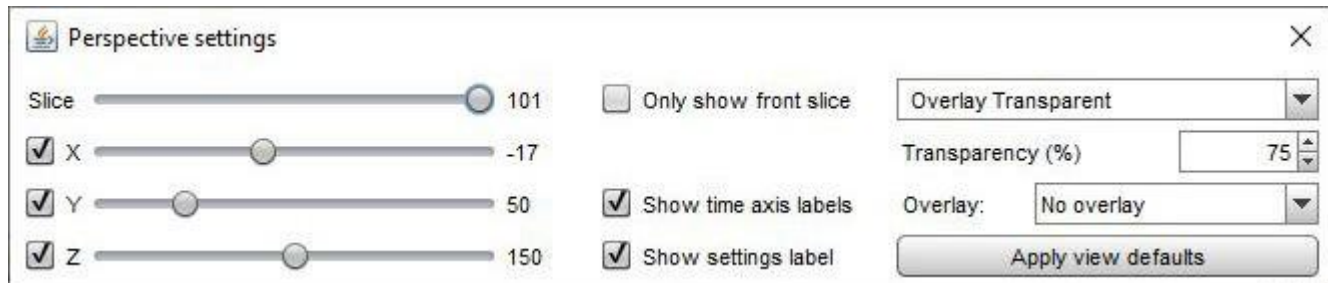 Perspective settings
Slice 101 Only show front slice Overlay Transparent
X -17 Transparency (%) 75
Y 50 Show time axis labels Overlay: No overlay
Z 150 Show settings label Apply view defaults